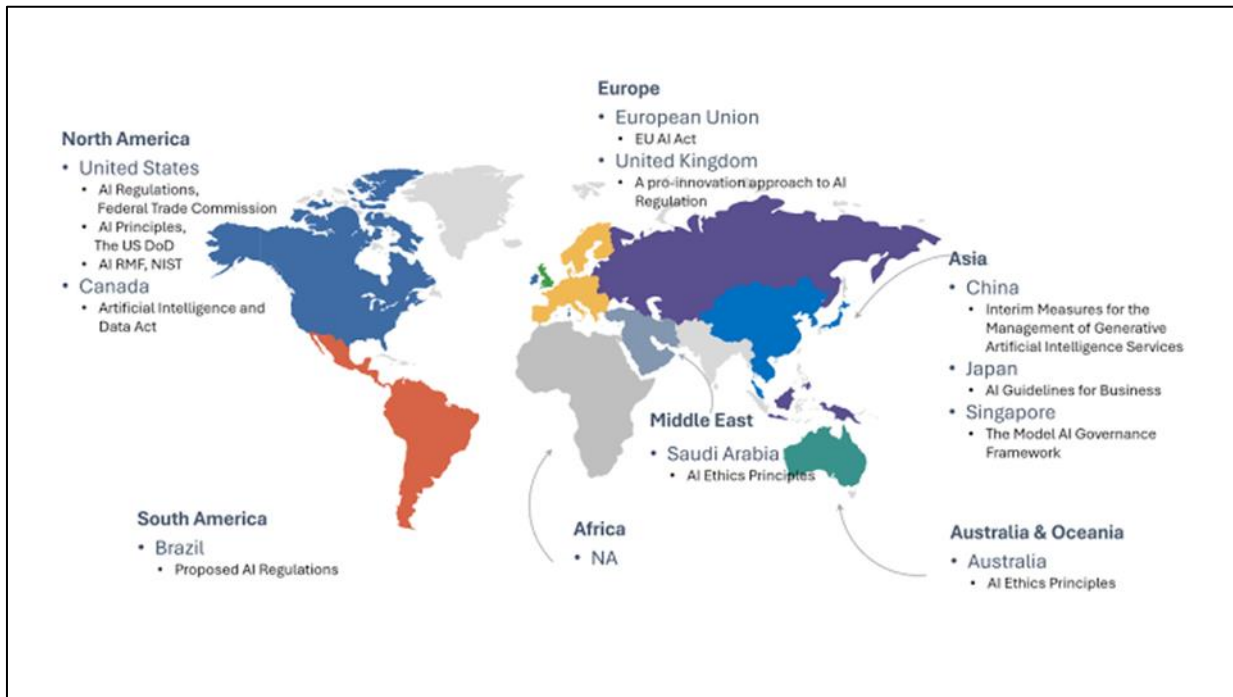 North America
• United States
• AI Regulations,
Federal Trade Commission
• AI Principles,
The US DoD
• AI RMF, NIST
• Canada
• Artificial Intelligence and
Data Act
Europe
• European Union
• EU AI Act
• United Kingdom
• A pro-innovation approach to AI
Regulation
Asia
• China
• Interim Measures for the
Management of Generative
Artificial Intelligence Services
• Japan
• AI Guidelines for Business
• Singapore
• The Model AI Governance
Framework
Middle East
• Saudi Arabia
• AI Ethics Principles
South America
• Brazil
• Proposed AI Regulations
Africa
• NA
Australia & Oceania
• Australia
• AI Ethics Principles